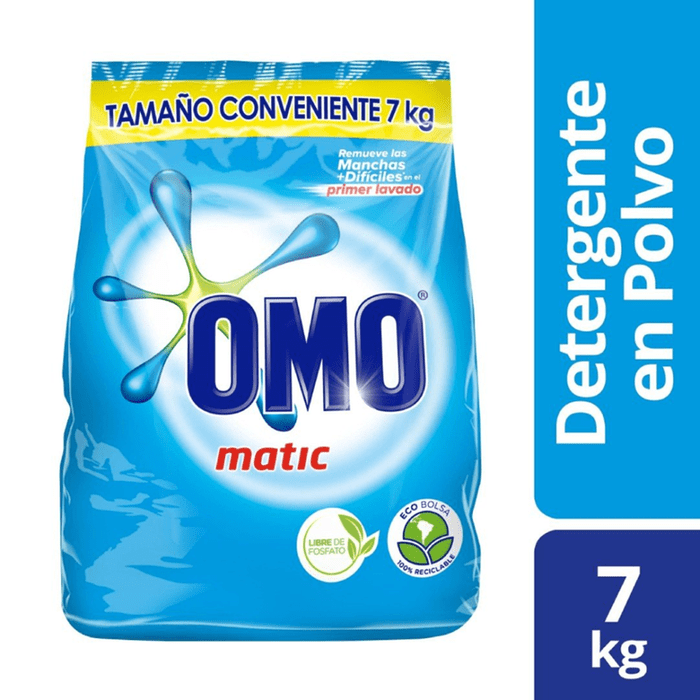 TAMAÑO CONVENIENTE 7 kg
Remueve las
Manchas
+Difíciles* en el
primer lavado
OMO®
matic
LIBRE DE
FOSFATO
ECO BOLSA
100% RECICLABLE
Detergente
en Polvo
7
kg